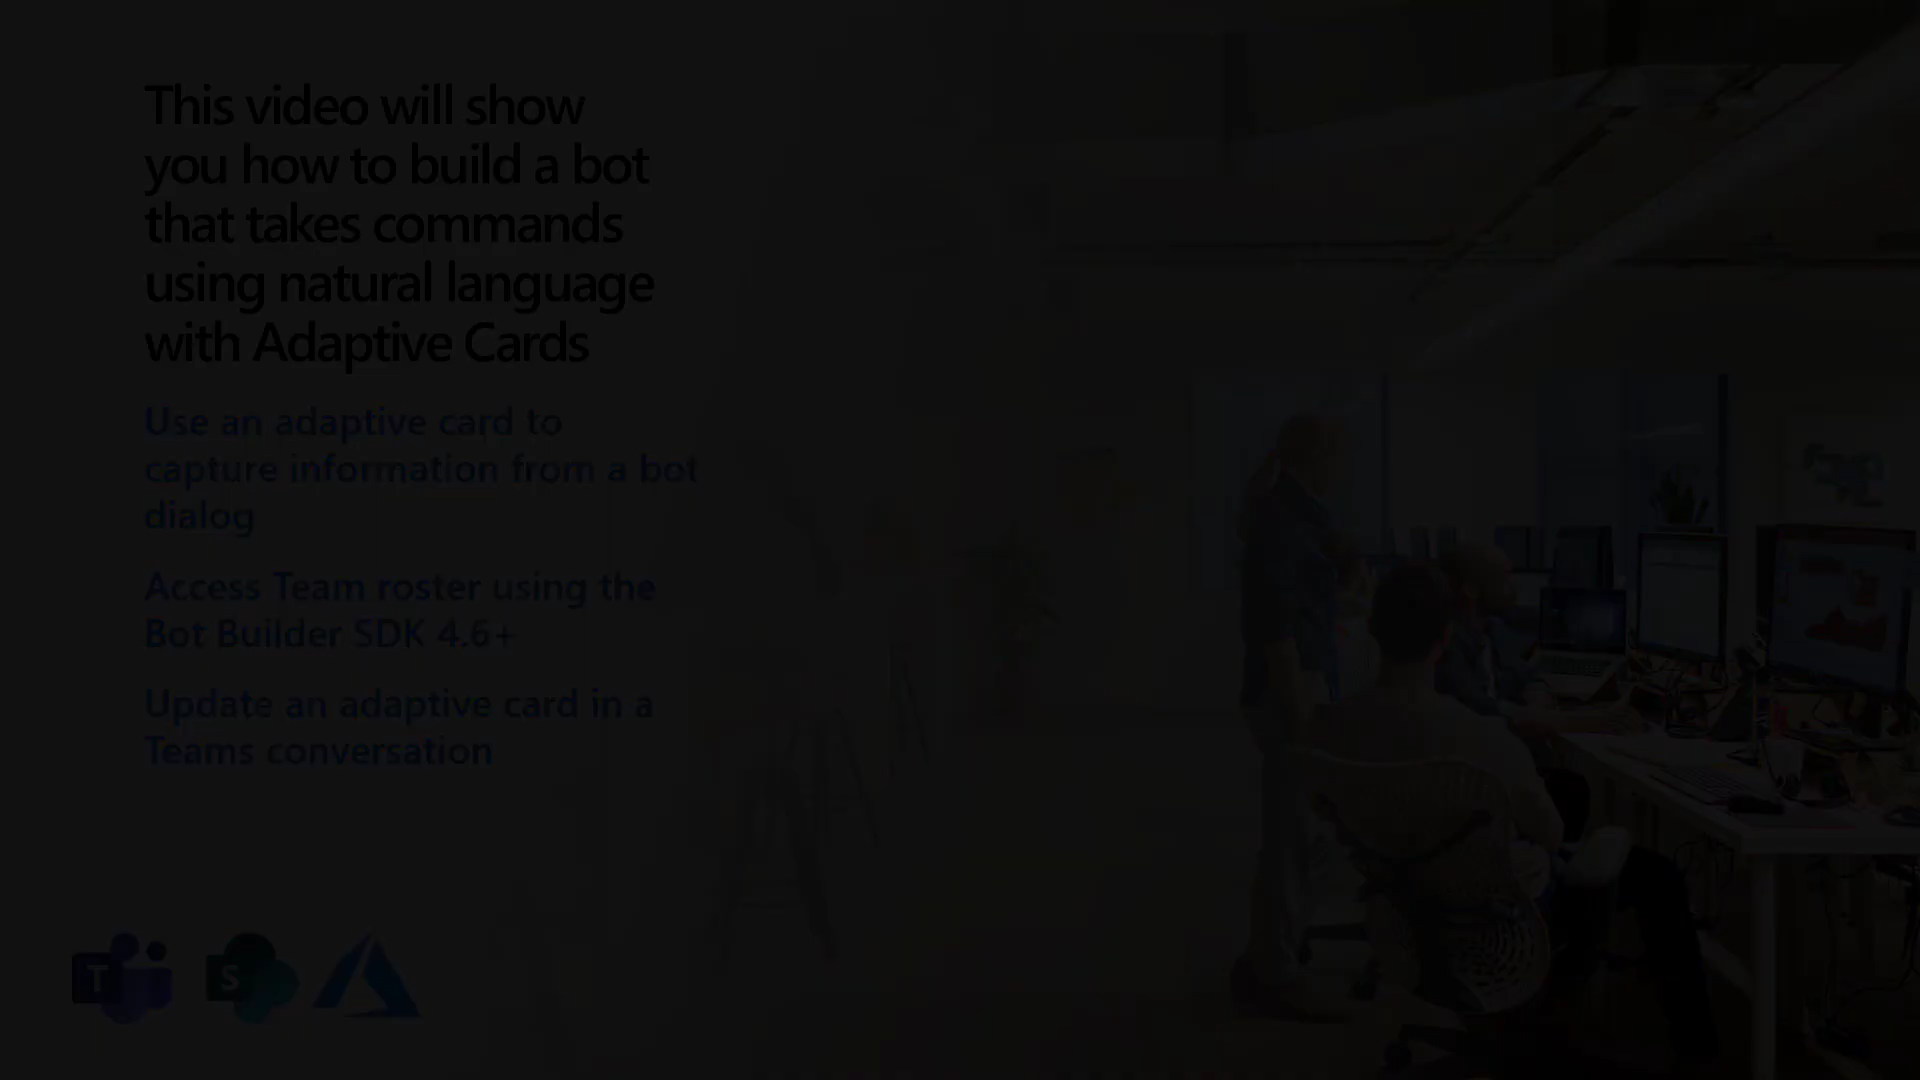 This video will show
you how to build a bot
that takes commands
using natural language
with Adaptive Cards
Use an adaptive card to
capture information from a bot
dialog
Access Team roster using the
Bot Builder SDK 4.6+
Update an adaptive card in a
Teams conversation
T
S